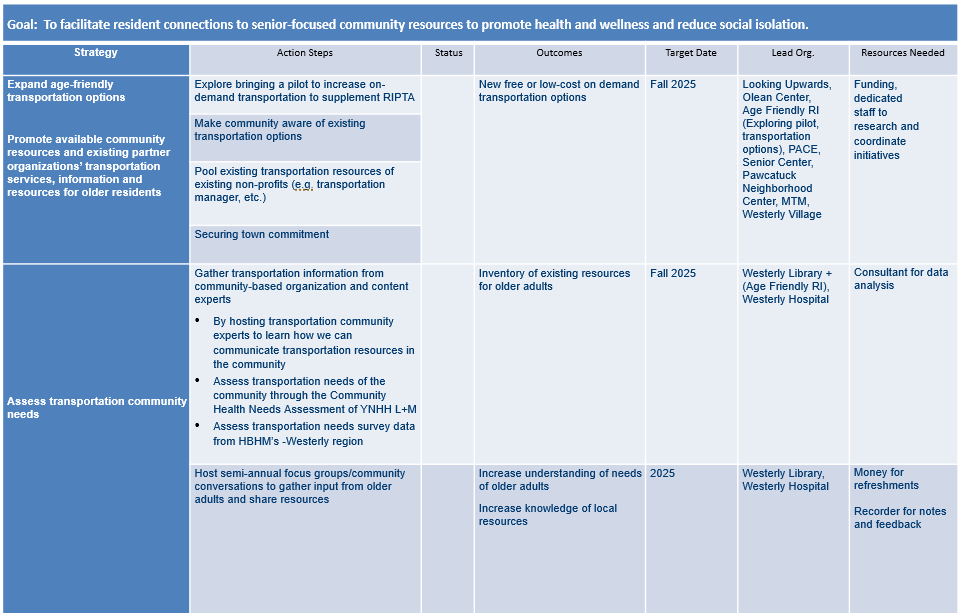 Goal: To facilitate resident connections to senior-focused community resources to promote health and wellness and reduce social isolation.
Strategy
Action Steps
Status
Outcomes
Target Date
Lead Org.
Resources Needed
Expand age-friendly
transportation options
Promote available community
resources and existing partner
organizations' transportation
services, information and
resources for older residents
Explore bringing a pilot to increase on-
demand transportation to supplement RIPTA
Make community aware of existing
transportation options
Pool existing transportation resources of
existing non-profits (e.g. transportation
manager, etc.)
Securing town commitment
New free or low-cost on demand
transportation options
Fall 2025
Looking Upwards,
Olean Center,
Age Friendly RI
(Exploring pilot,
transportation
options), PACE,
Senior Center,
Pawcatuck
Neighborhood
Center, MTM,
Westerly Village
Funding,
dedicated
staff to
research and
coordinate
initiatives
Assess transportation community
needs
Gather transportation information from
community-based organization and content
experts
• By hosting transportation community
experts to learn how we can
communicate transportation resources in
the community
• Assess transportation needs of the
community through the Community
Health Needs Assessment of YNHH L+M
• Assess transportation needs survey data
from HBHM's -Westerly region
Inventory of existing resources
for older adults
Fall 2025
Westerly Library +
(Age Friendly RI),
Westerly Hospital
Consultant for data
analysis
Host semi-annual focus groups/community
conversations to gather input from older
adults and share resources
Increase understanding of needs
of older adults
Increase knowledge of local
resources
2025
Westerly Library,
Westerly Hospital
Money for
refreshments
Recorder for notes
and feedback